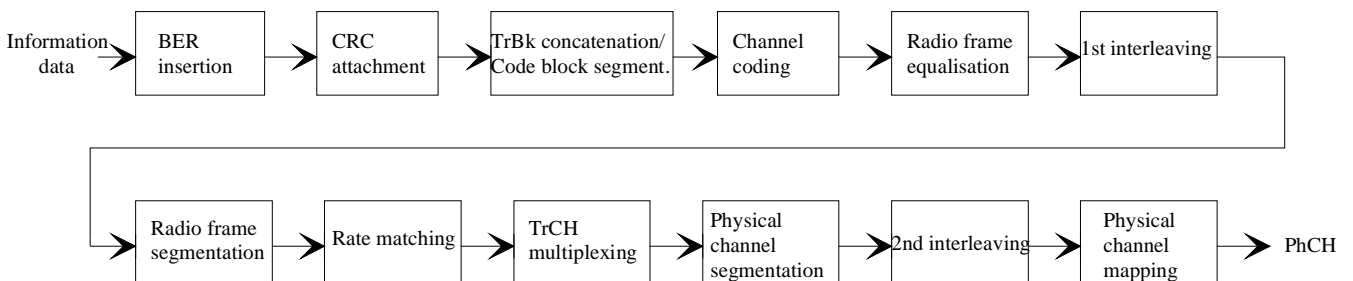 Information
data
BER
insertion
CRC
attachment
TrBk concatenation/
Code block segment.
Channel
coding
Radio frame
equalisation
1st interleaving
Radio frame
segmentation
Rate matching
TrCH
multiplexing
Physical
channel
segmentation
2nd interleaving
Physical
channel
mapping
PhCH